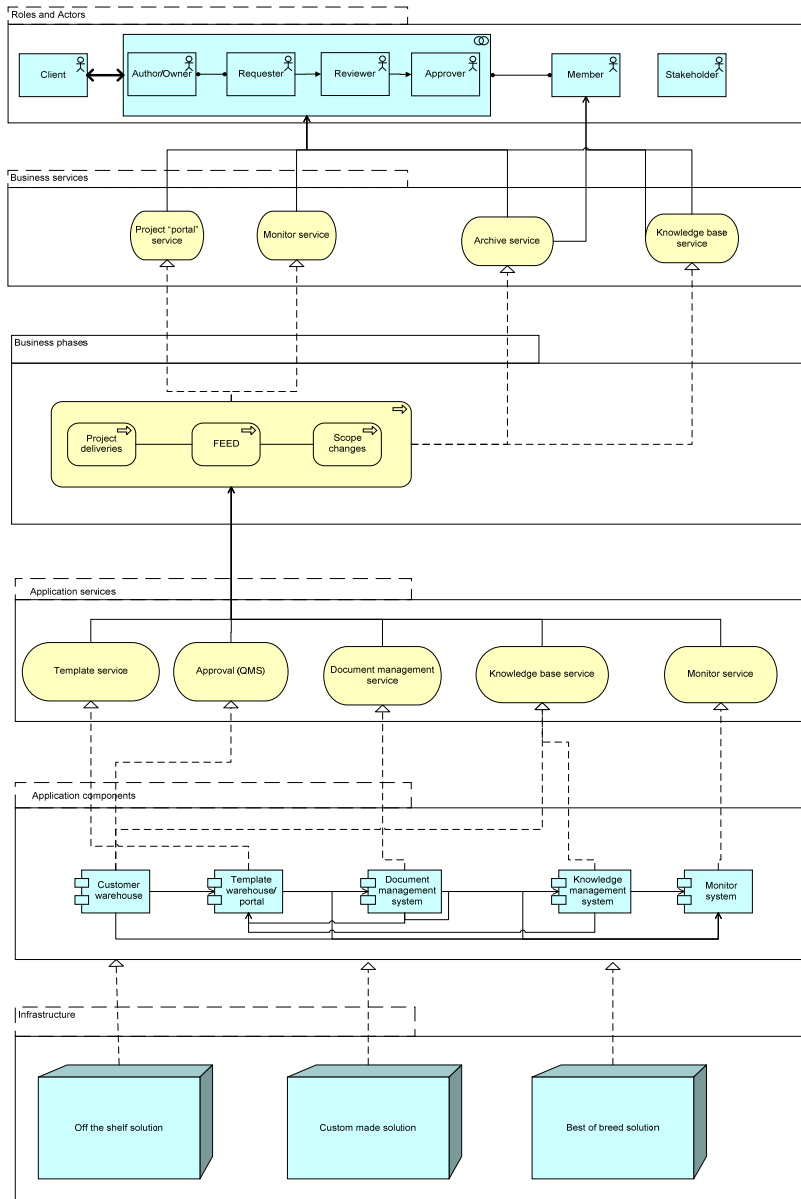 Roles and Actors
Client
Author/Owner
Requester
Reviewer
Approver
Member
Stakeholder
Business services
Project “portal”
service
Monitor service
Archive service
Knowledge base
service
Business phases
Project
deliveries
FEED
Scope
changes
Application services
Template service
Approval (QMS)
Document management
service
Knowledge base service
Monitor service
Application components
Customer
warehouse
Template
warehouse/
portal
Document
management
system
Knowledge
management
system
Monitor
system
Infrastructure
Off the shelf solution
Custom made solution
Best of breed solution